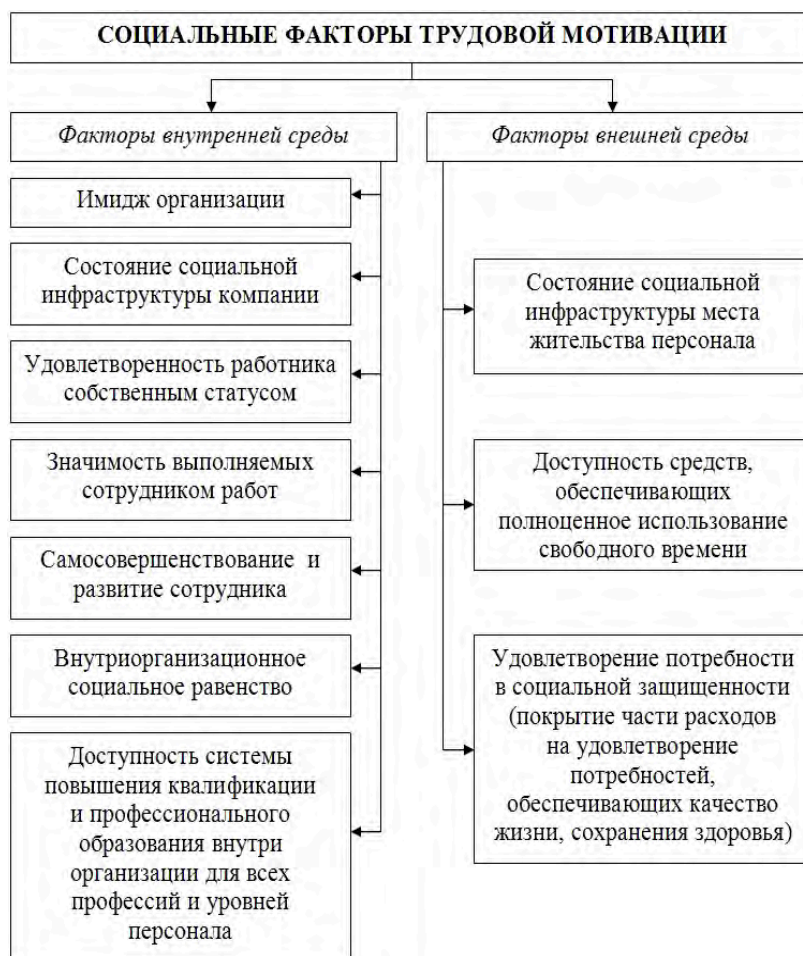 СОЦИАЛЬНЫЕ ФАКТОРЫ ТРУДОВОЙ МОТИВАЦИИ
Факторы внутренней среды
Имидж организации
Состояние социальной
инфраструктуры компании
Удовлетворенность работника
собственным статусом
Значимость выполняемых
сотрудником работ
Самосовершенствование и
развитие сотрудника
Внутриорганизационное
социальное равенство
Доступность системы
повышения квалификации
и профессионального
образования внутри
организации для всех
профессий и уровней
персонала
Факторы внешней среды
Состояние социальной
инфраструктуры места
жительства персонала
Доступность средств,
обеспечивающих
полноценное использование
свободного времени
Удовлетворение потребности
в социальной защищенности
(покрытие части расходов
на удовлетворение
потребностей,
обеспечивающих качество
жизни, сохранения здоровья)